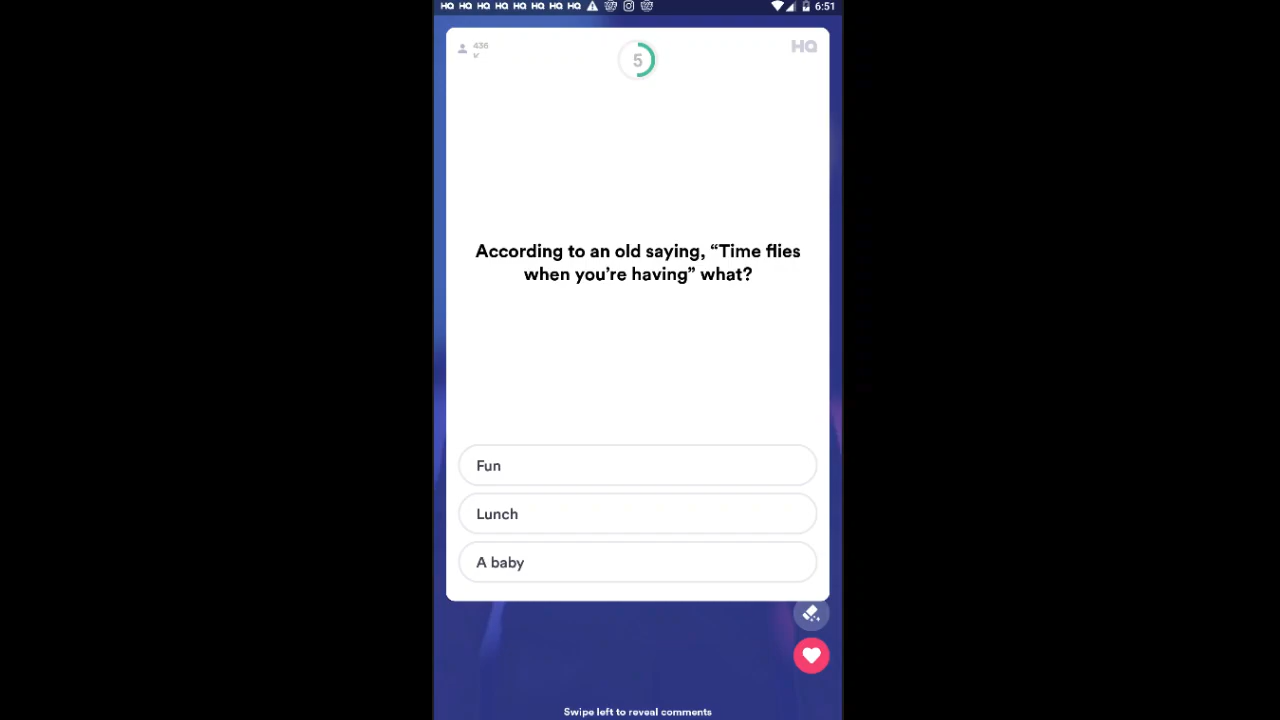 HQ HQ HQ HQ HQ HQ HQ HQ 6:51
436
5
HQ
According to an old saying, “Time flies
when you’re having” what?
Fun
Lunch
A baby
Swipe left to reveal comments